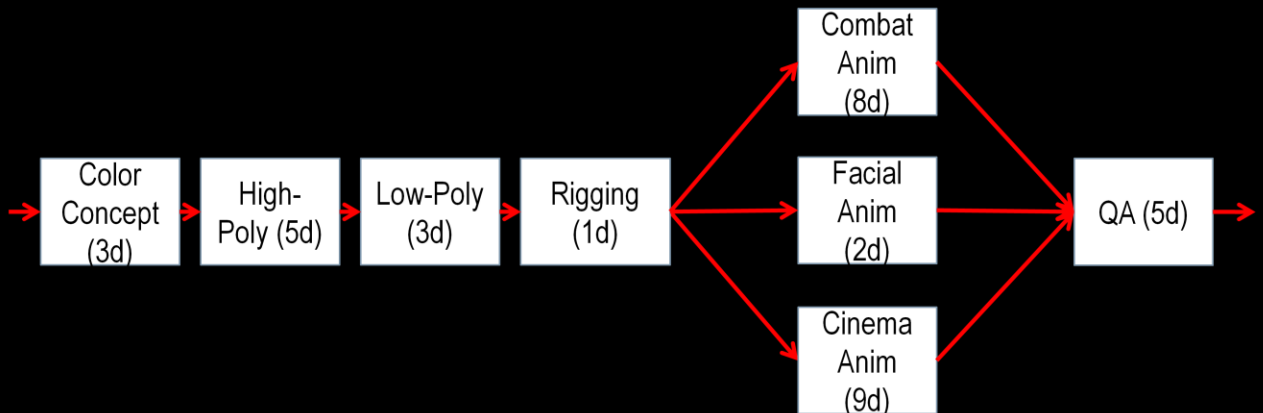 Color
Concept
(3d)
High-
Poly (5d)
Low-Poly
(3d)
Rigging
(1d)
Combat
Anim
(8d)
Facial
Anim
(2d)
Cinema
Anim
(9d)
QA (5d)